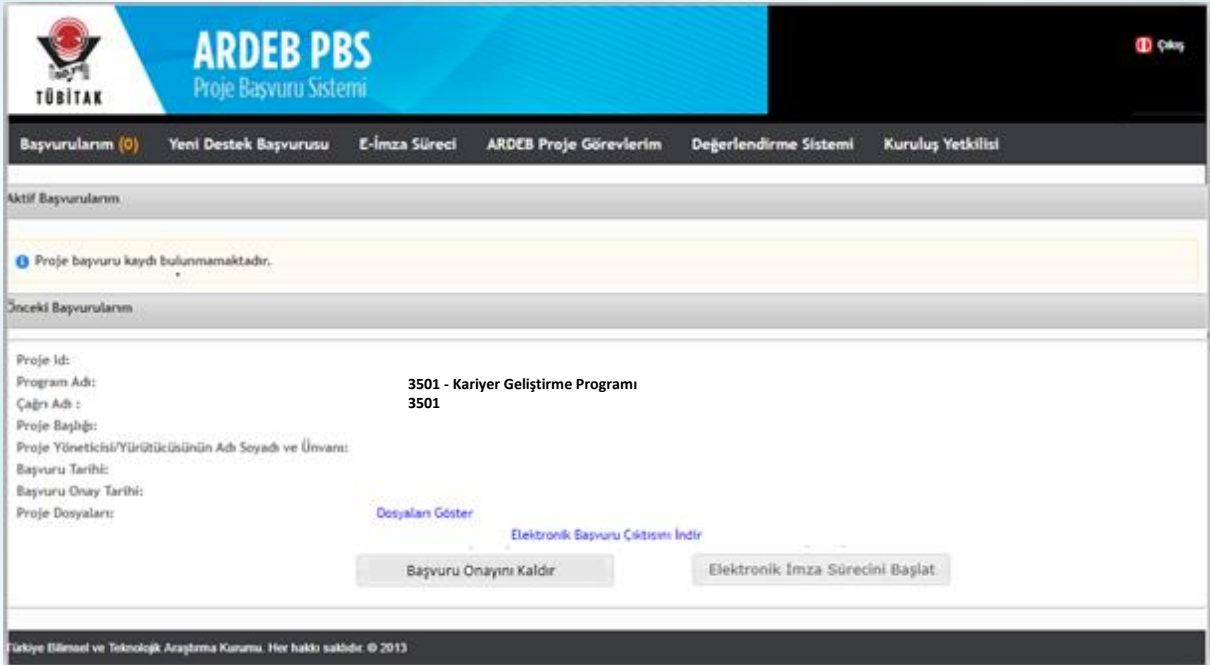 TÜBİTAK
ARDEB PBS
Proje Başvuru Sistemi
Çıkış
Başvurularım (0) Yeni Destek Başvurusu E-İmza Süreci ARDEB Proje Görevlerim Değerlendirme Sistemi Kuruluş Yetkilisi
Aktif Başvurularım
Proje başvuru kaydı bulunmamaktadır.
Önceki Başvurularım
Proje Id:
Program Adı: 3501 - Kariyer Geliştirme Programı
Çağrı Adı : 3501
Proje Başlığı:
Proje Yöneticisi/Yürütücüsünün Adı Soyadı ve Ünvanı:
Başvuru Tarihi:
Başvuru Onay Tarihi:
Proje Dosyaları: Dosyaları Göster
Elektronik Başvuru Çıktısını İndir
Başvuru Onayını Kaldır Elektronik İmza Sürecini Başlat
Türkiye Bilimsel ve Teknolojik Araştırma Kurumu. Her hakkı saklıdır. © 2013